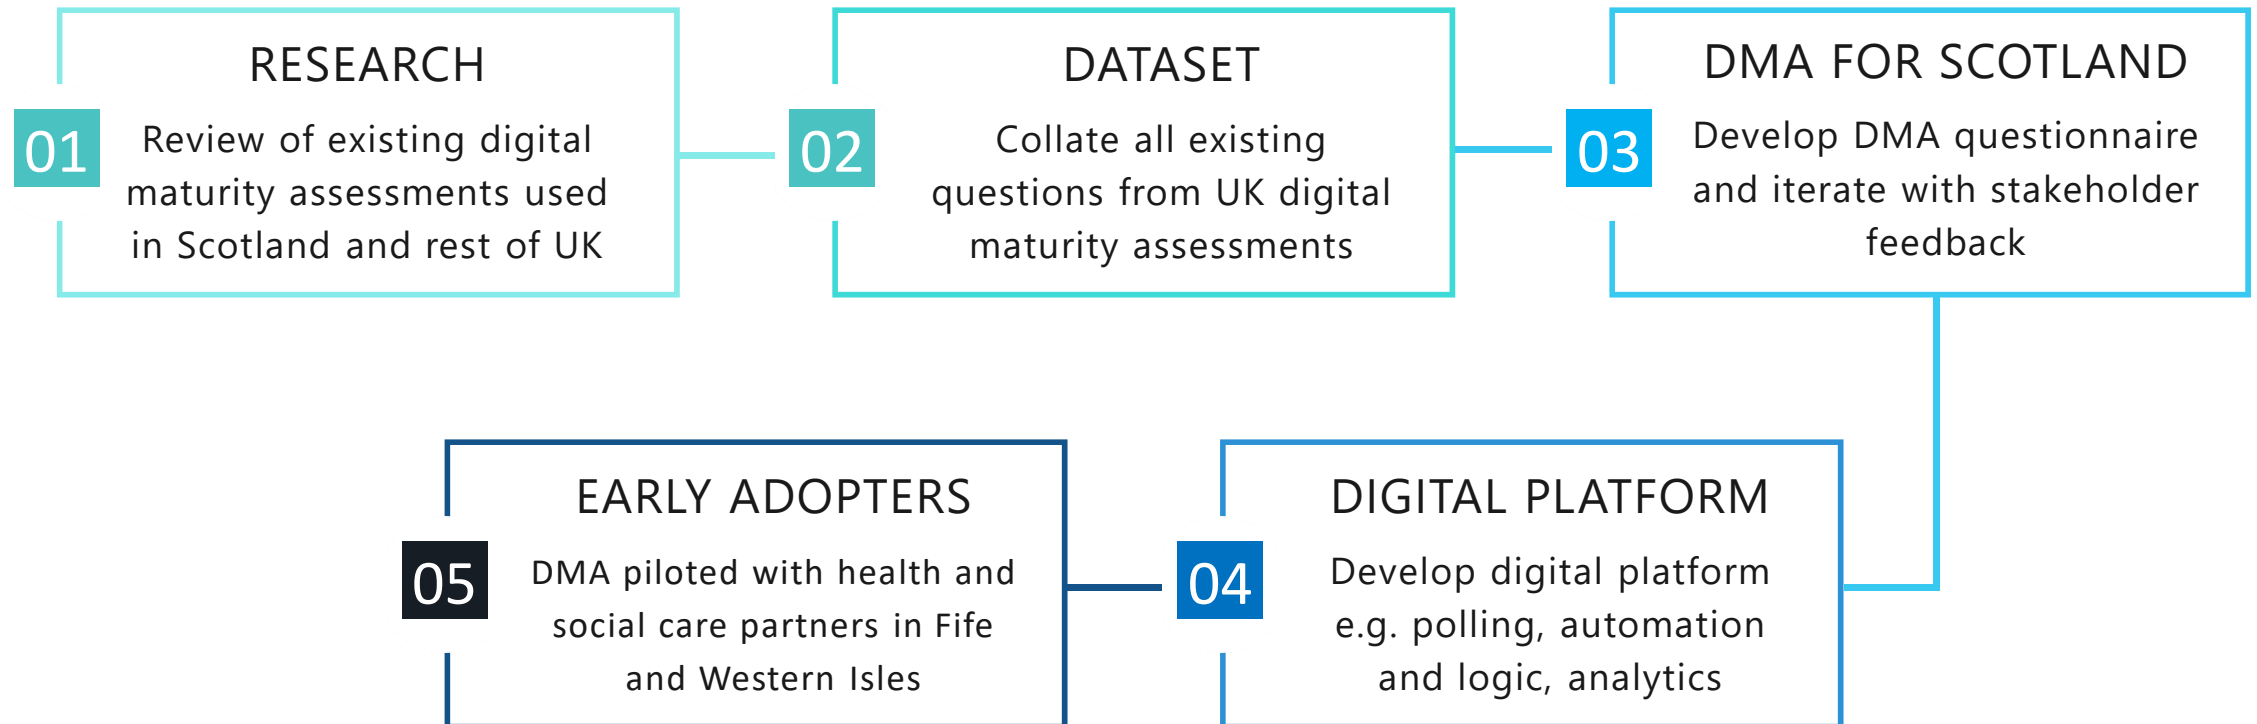 RESEARCH
01
Review of existing digital
maturity assessments used
in Scotland and rest of UK
DATASET
02
Collate all existing
questions from UK digital
maturity assessments
DMA FOR SCOTLAND
03
Develop DMA questionnaire
and iterate with stakeholder
feedback
DIGITAL PLATFORM
04
Develop digital platform
e.g. polling, automation
and logic, analytics
EARLY ADOPTERS
05
DMA piloted with health and
social care partners in Fife
and Western Isles